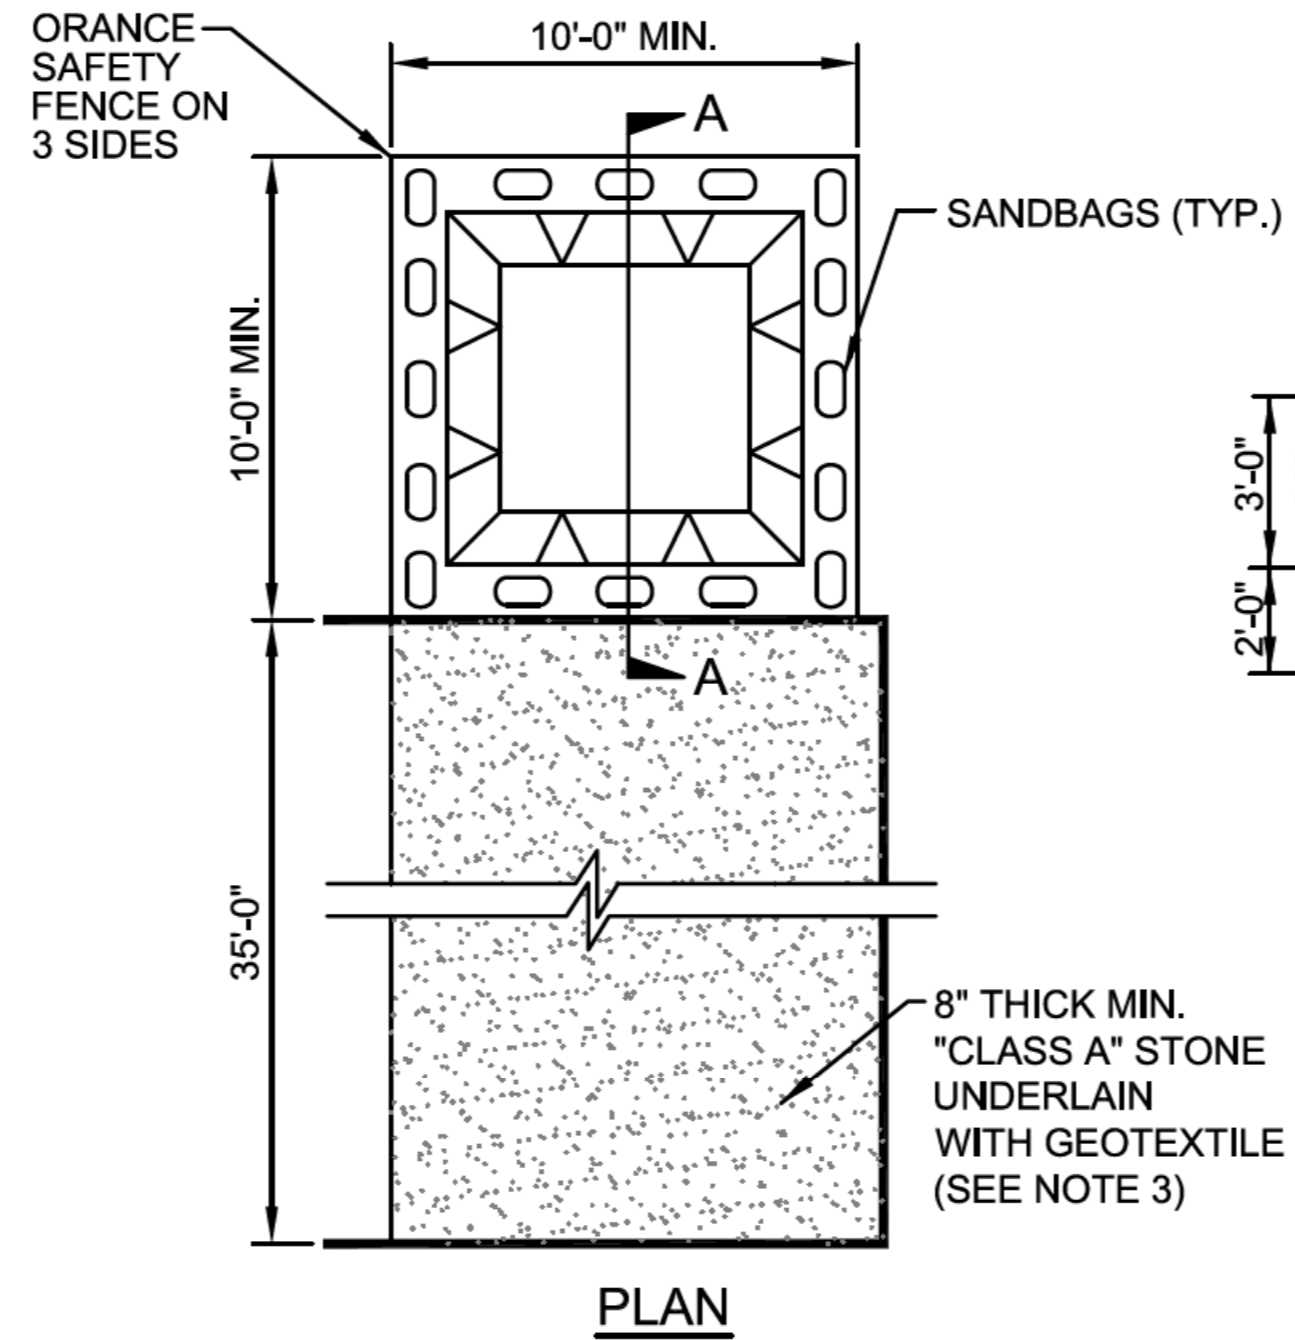 ORANCE
SAFETY
FENCE ON
3 SIDES
10'-0" MIN.
A
SANDBAGS (TYP.)
10'-0" MIN.
3'-0"
2'-0"
A
35'-0"
8" THICK MIN.
"CLASS A" STONE
UNDERLAIN
WITH GEOTEXTILE
(SEE NOTE 3)
PLAN